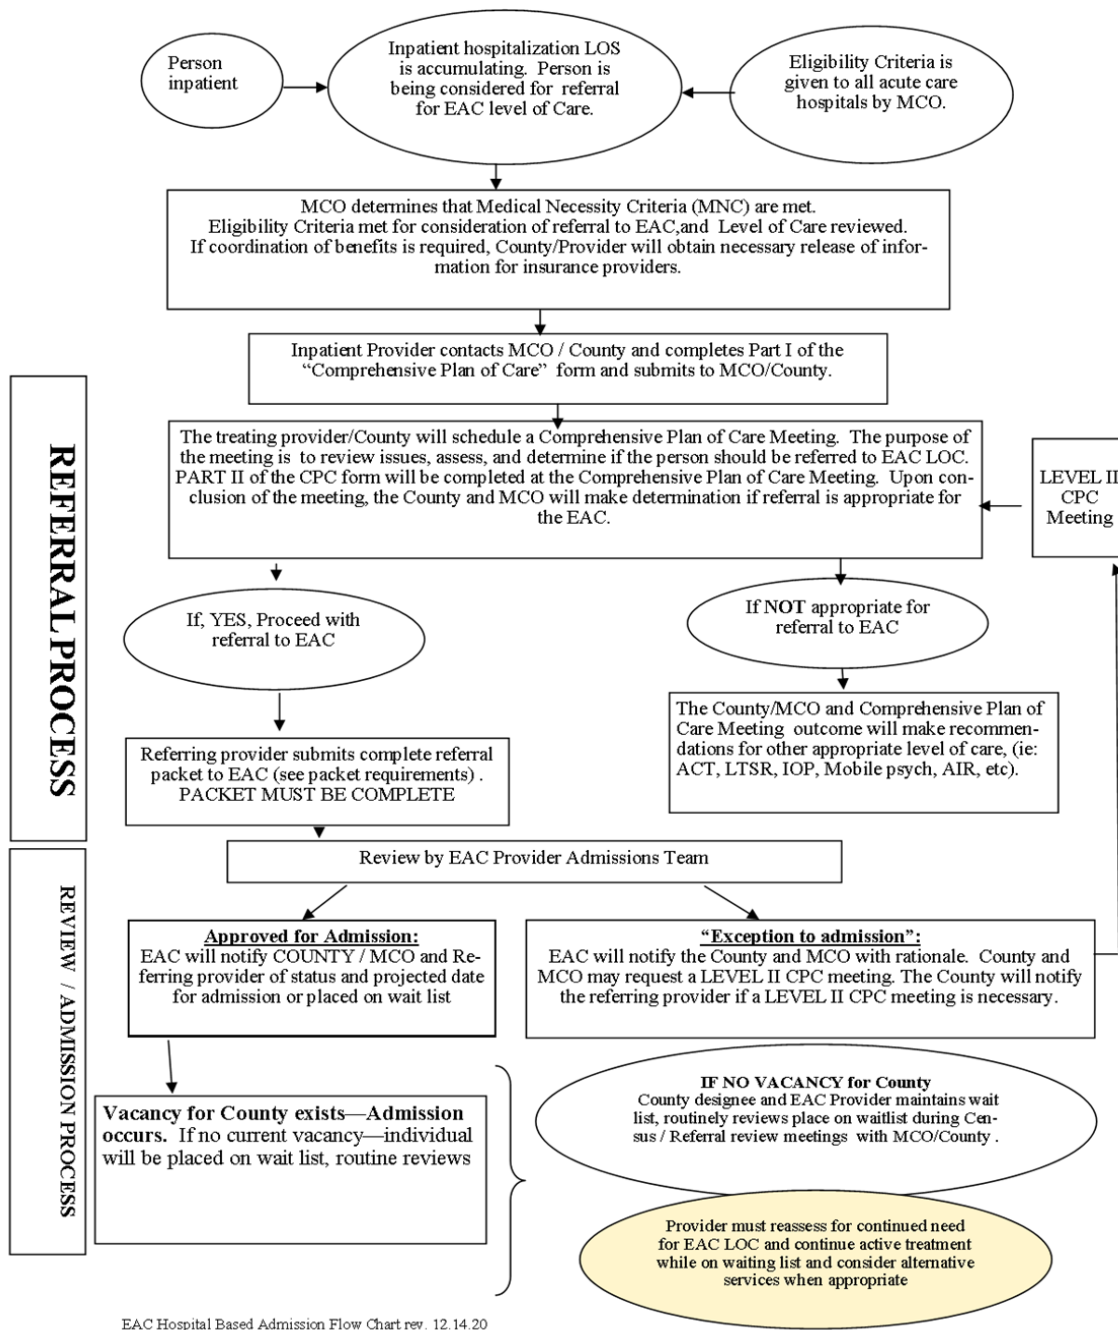 Person
inpatient
Inpatient hospitalization LOS
is accumulating. Person is
being considered for referral
for EAC level of Care.
Eligibility Criteria is
given to all acute care
hospitals by MCO.
MCO determines that Medical Necessity Criteria (MNC) are met.
Eligibility Criteria met for consideration of referral to EAC,and Level of Care reviewed.
If coordination of benefits is required, County/Provider will obtain necessary release of infor-
mation for insurance providers.
Inpatient Provider contacts MCO / County and completes Part I of the
“Comprehensive Plan of Care” form and submits to MCO/County.
REFERRAL PROCESS
The treating provider/County will schedule a Comprehensive Plan of Care Meeting. The purpose of
the meeting is to review issues, assess, and determine if the person should be referred to EAC LOC.
PART II of the CPC form will be completed at the Comprehensive Plan of Care Meeting. Upon con-
clusion of the meeting, the County and MCO will make determination if referral is appropriate for
the EAC.
LEVEL II
CPC
Meeting
If, YES, Proceed with
referral to EAC
If NOT appropriate for
referral to EAC
The County/MCO and Comprehensive Plan of
Care Meeting outcome will make recommen-
dations for other appropriate level of care, (ie:
ACT, LTSR, IOP, Mobile psych, AIR, etc).
Referring provider submits complete referral
packet to EAC (see packet requirements) .
PACKET MUST BE COMPLETE
REVIEW / ADMISSION PROCESS
Review by EAC Provider Admissions Team
Approved for Admission:
EAC will notify COUNTY / MCO and Re-
ferring provider of status and projected date
for admission or placed on wait list
“Exception to admission”:
EAC will notify the County and MCO with rationale. County and
MCO may request a LEVEL II CPC meeting. The County will notify
the referring provider if a LEVEL II CPC meeting is necessary.
Vacancy for County exists—Admission
occurs. If no current vacancy—individual
will be placed on wait list, routine reviews
IF NO VACANCY for County
County designee and EAC Provider maintains wait
list, routinely reviews place on waitlist during Cen-
sus / Referral review meetings with MCO/County .
Provider must reassess for continued need
for EAC LOC and continue active treatment
while on waiting list and consider alternative
services when appropriate
EAC Hospital Based Admission Flow Chart rev. 12.14.20